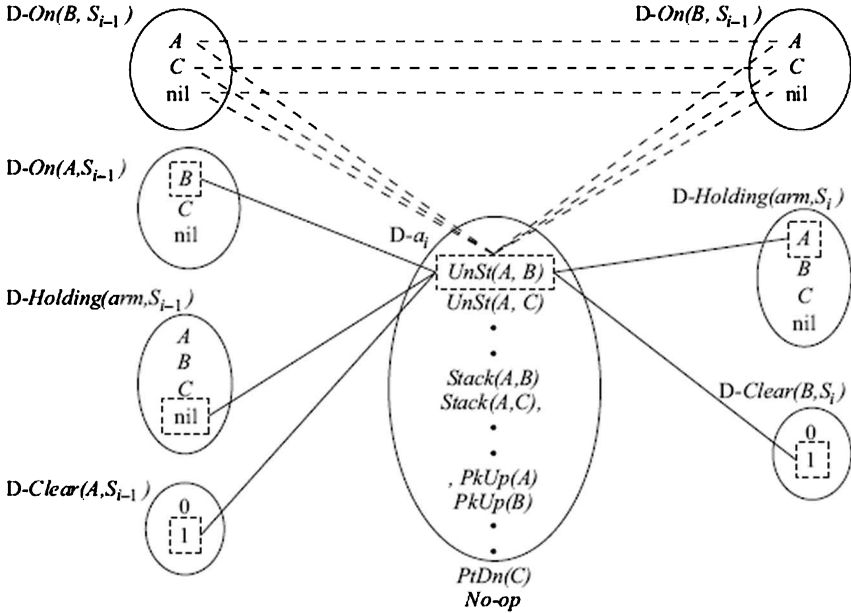 D-On(B, Sᵢ₋₁)
A
C
nil
D-On(B, Sᵢ₋₁)
A
C
nil
D-On(A,Sᵢ₋₁)
B
C
nil
D-Holding(arm,Sᵢ₋₁)
A
B
C
nil
D-Clear(A,Sᵢ₋₁)
0
1
D-aᵢ
UnSt(A, B)
UnSt(A, C)
•
•
Stack(A,B)
Stack(A,C),
•
•
, PkUp(A)
PkUp(B)
•
•
PtDn(C)
No-op
D-Holding(arm,Sᵢ)
A
B
C
nil
D-Clear(B,Sᵢ)
0
1